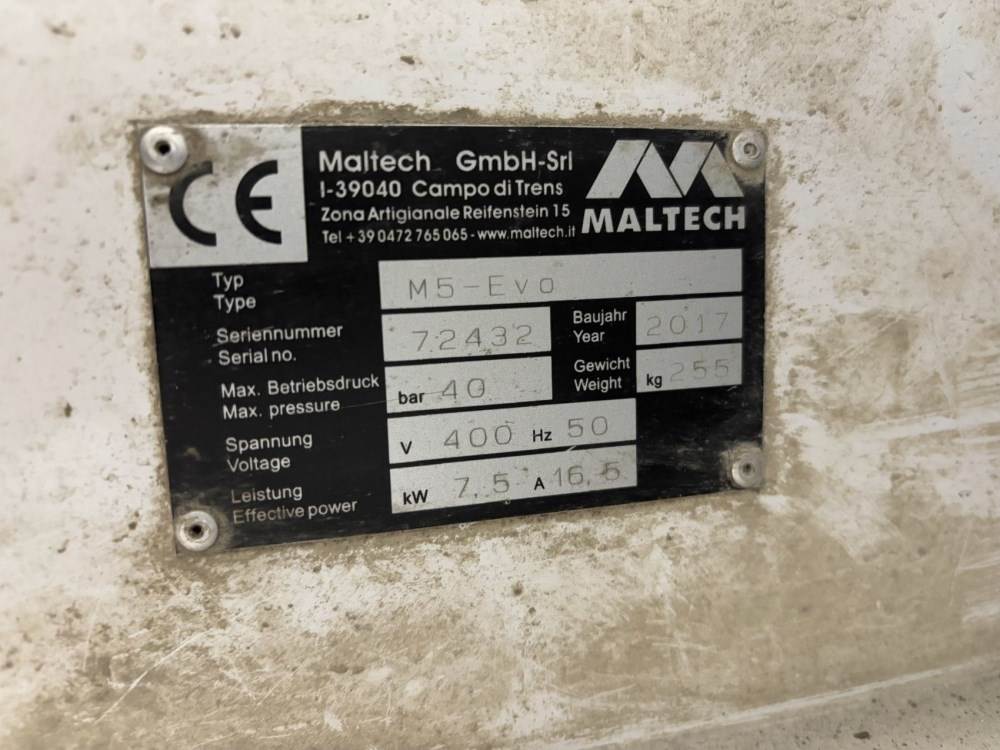 CE
Maltech GmbH-Srl
I-39040 Campo di Trens
Zona Artigianale Reifenstein 15
Tel +39 0472 765 065 - www.maltech.it
MALTECH
Typ
Type
M5-Evo
Seriennummer
Serial no.
72432
Baujahr
Year
2017
Max. Betriebsdruck
Max. pressure
bar 40
Gewicht
Weight
kg 255
Spannung
Voltage
V 400 Hz 50
Leistung
Effective power
kW 7,5 A 16,5